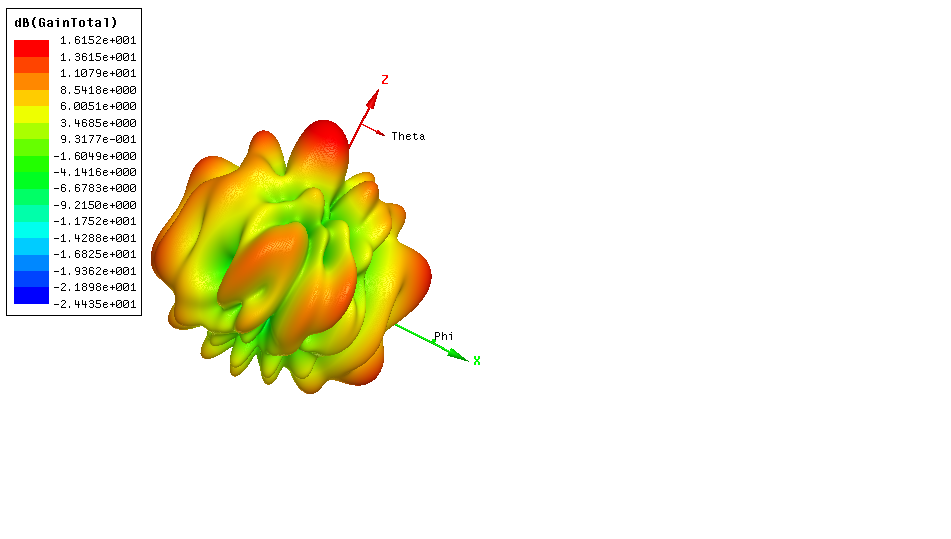 dB(GainTotal)
1.6152e+001
1.3615e+001
1.1079e+001
8.5418e+000
6.0051e+000
3.4685e+000
9.3177e-001
-1.6049e+000
-4.1416e+000
-6.6783e+000
-9.2150e+000
-1.1752e+001
-1.4288e+001
-1.6825e+001
-1.9362e+001
-2.1898e+001
-2.4435e+001
Z
Theta
Phi
X